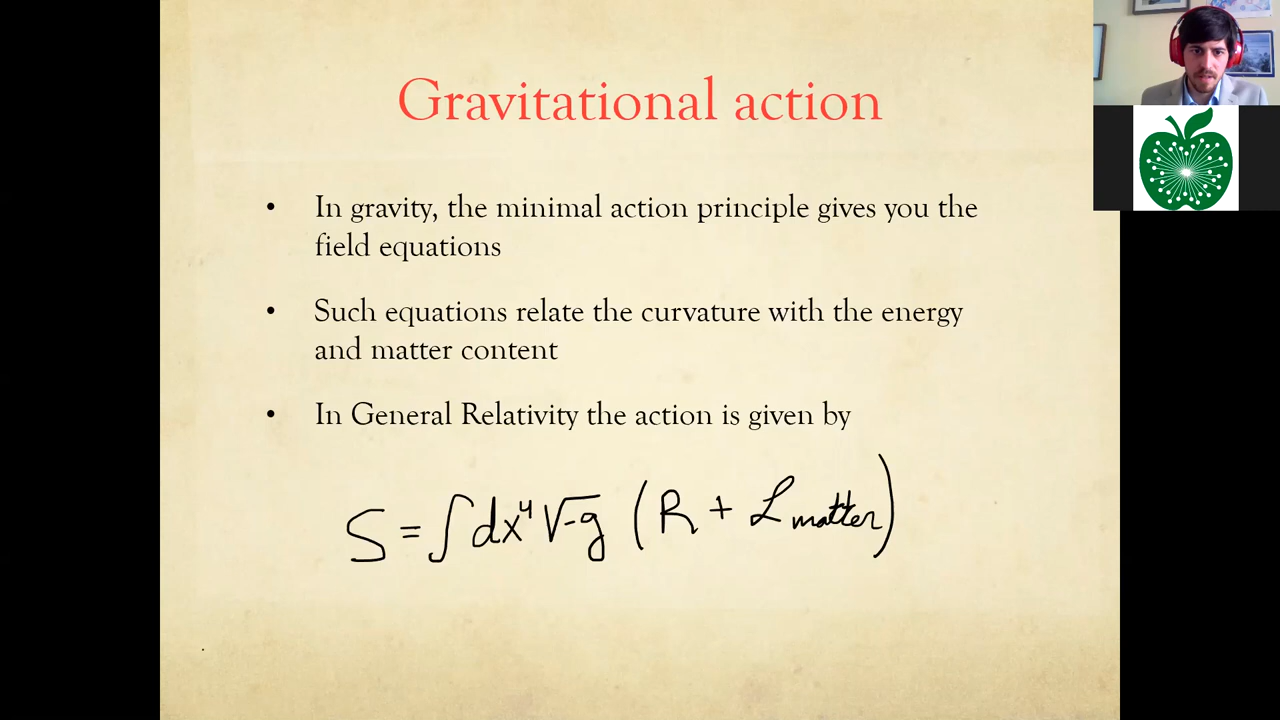 Gravitational action
• In gravity, the minimal action principle gives you the
field equations
• Such equations relate the curvature with the energy
and matter content
• In General Relativity the action is given by
S = ∫ dx⁴ √-g (R + ℒ matter)